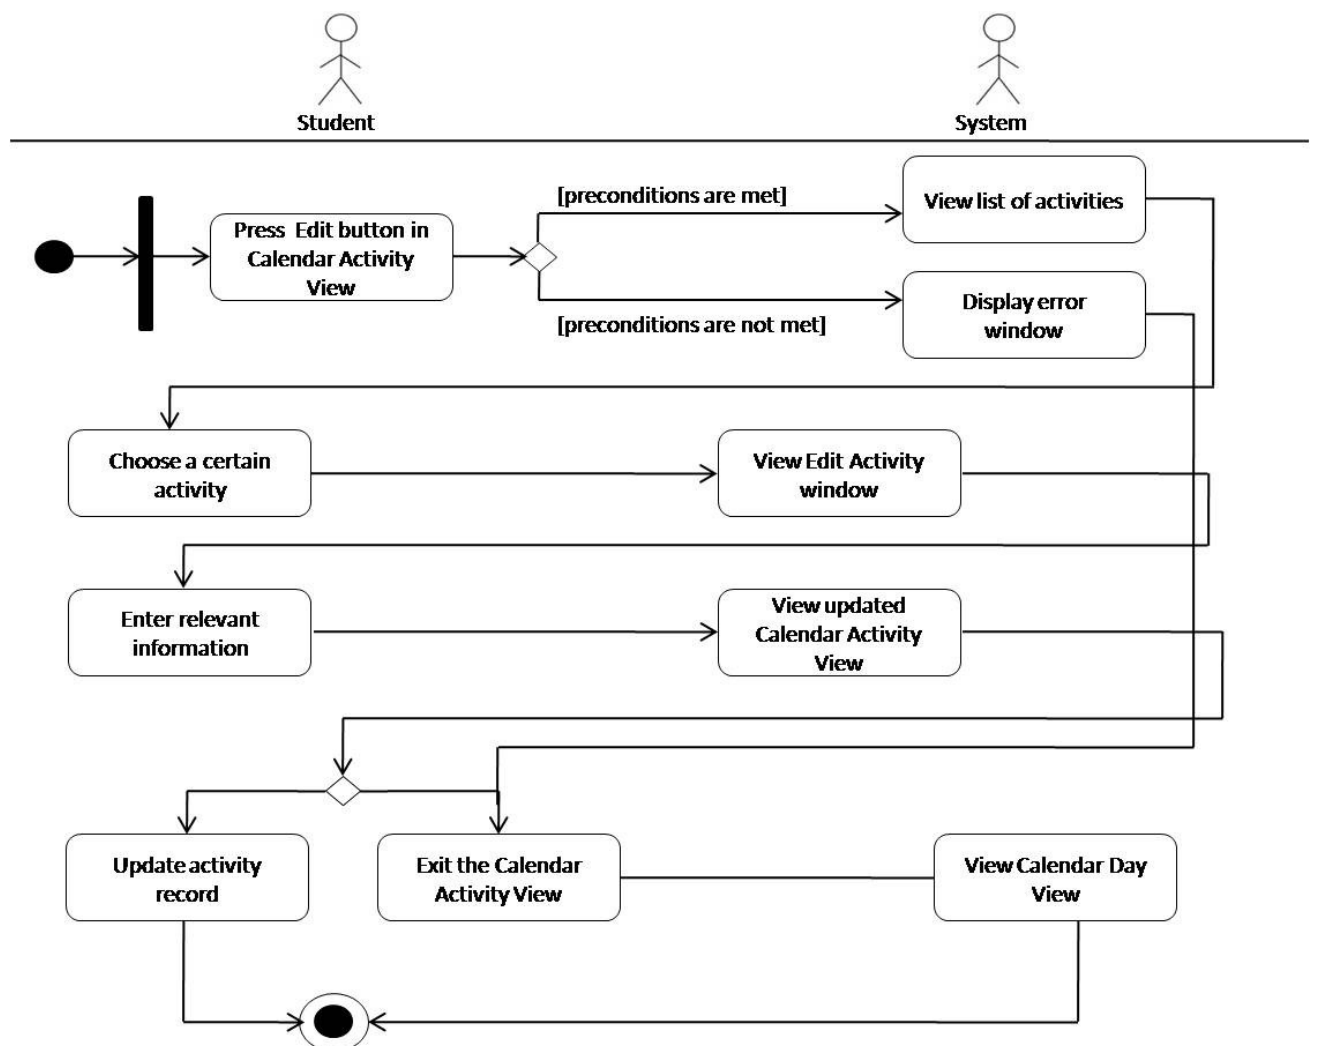 Student
System
[preconditions are met]
View list of activities
Press Edit button in
Calendar Activity
View
Display error
window
[preconditions are not met]
Choose a certain
activity
View Edit Activity
window
Enter relevant
information
View updated
Calendar Activity
View
Update activity
record
Exit the Calendar
Activity View
View Calendar Day
View